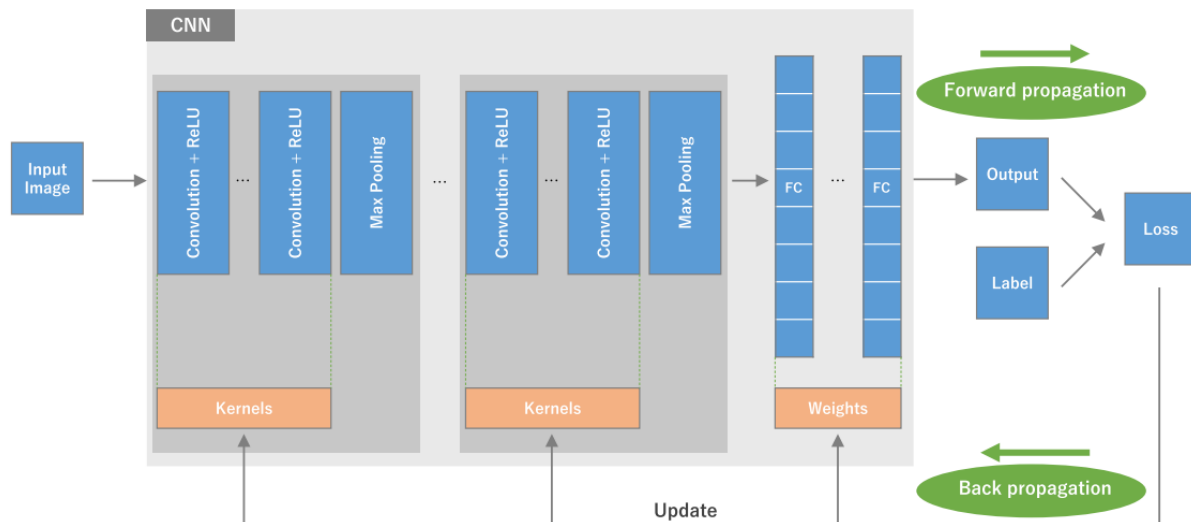 CNN
Forward propagation
Input
Image
Convolution + ReLU
...
Convolution + ReLU
Max Pooling
...
Convolution + ReLU
...
Convolution + ReLU
Max Pooling
FC
...
FC
Output
Label
Loss
Kernels
Kernels
Weights
Back propagation
Update